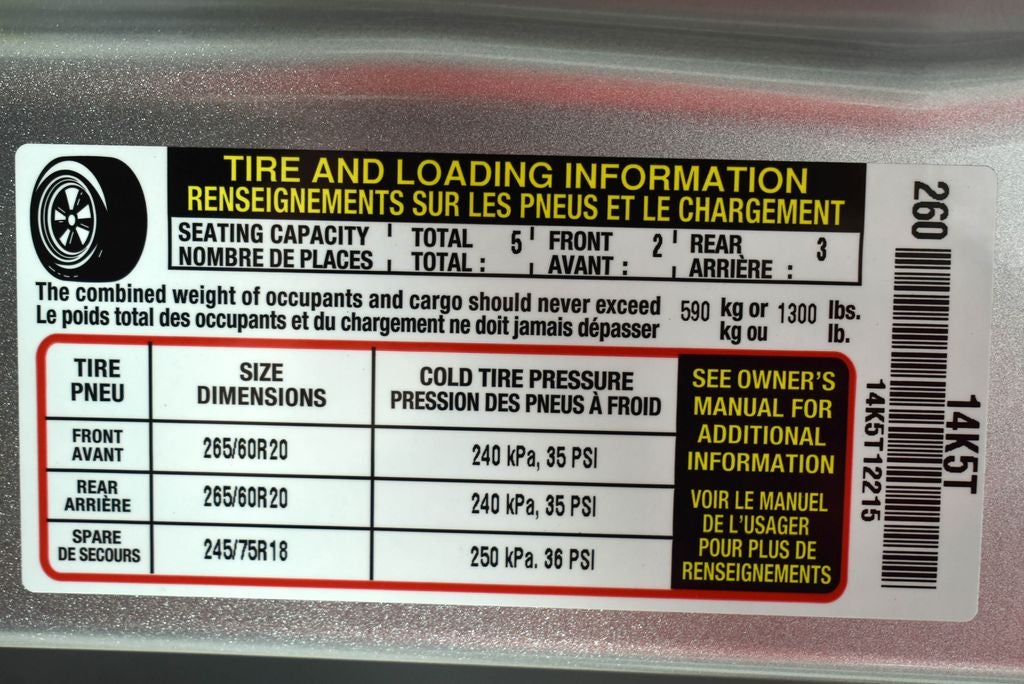 TIRE AND LOADING INFORMATION
RENSEIGNEMENTS SUR LES PNEUS ET LE CHARGEMENT
SEATING CAPACITY TOTAL 5 FRONT 2 REAR 3
NOMBRE DE PLACES TOTAL : AVANT : ARRIÈRE :
The combined weight of occupants and cargo should never exceed 590 kg or 1300 lbs.
Le poids total des occupants et du chargement ne doit jamais dépasser kg ou lb.
TIRE
PNEU
SIZE
DIMENSIONS
COLD TIRE PRESSURE
PRESSION DES PNEUS À FROID
FRONT
AVANT
265/60R20
240 kPa, 35 PSI
REAR
ARRIÈRE
265/60R20
240 kPa, 35 PSI
SPARE
DE SECOURS
245/75R18
250 kPa. 36 PSI
SEE OWNER'S
MANUAL FOR
ADDITIONAL
INFORMATION
VOIR LE MANUEL
DE L'USAGER
POUR PLUS DE
RENSEIGNEMENTS
260
14K5T
14K5T12215